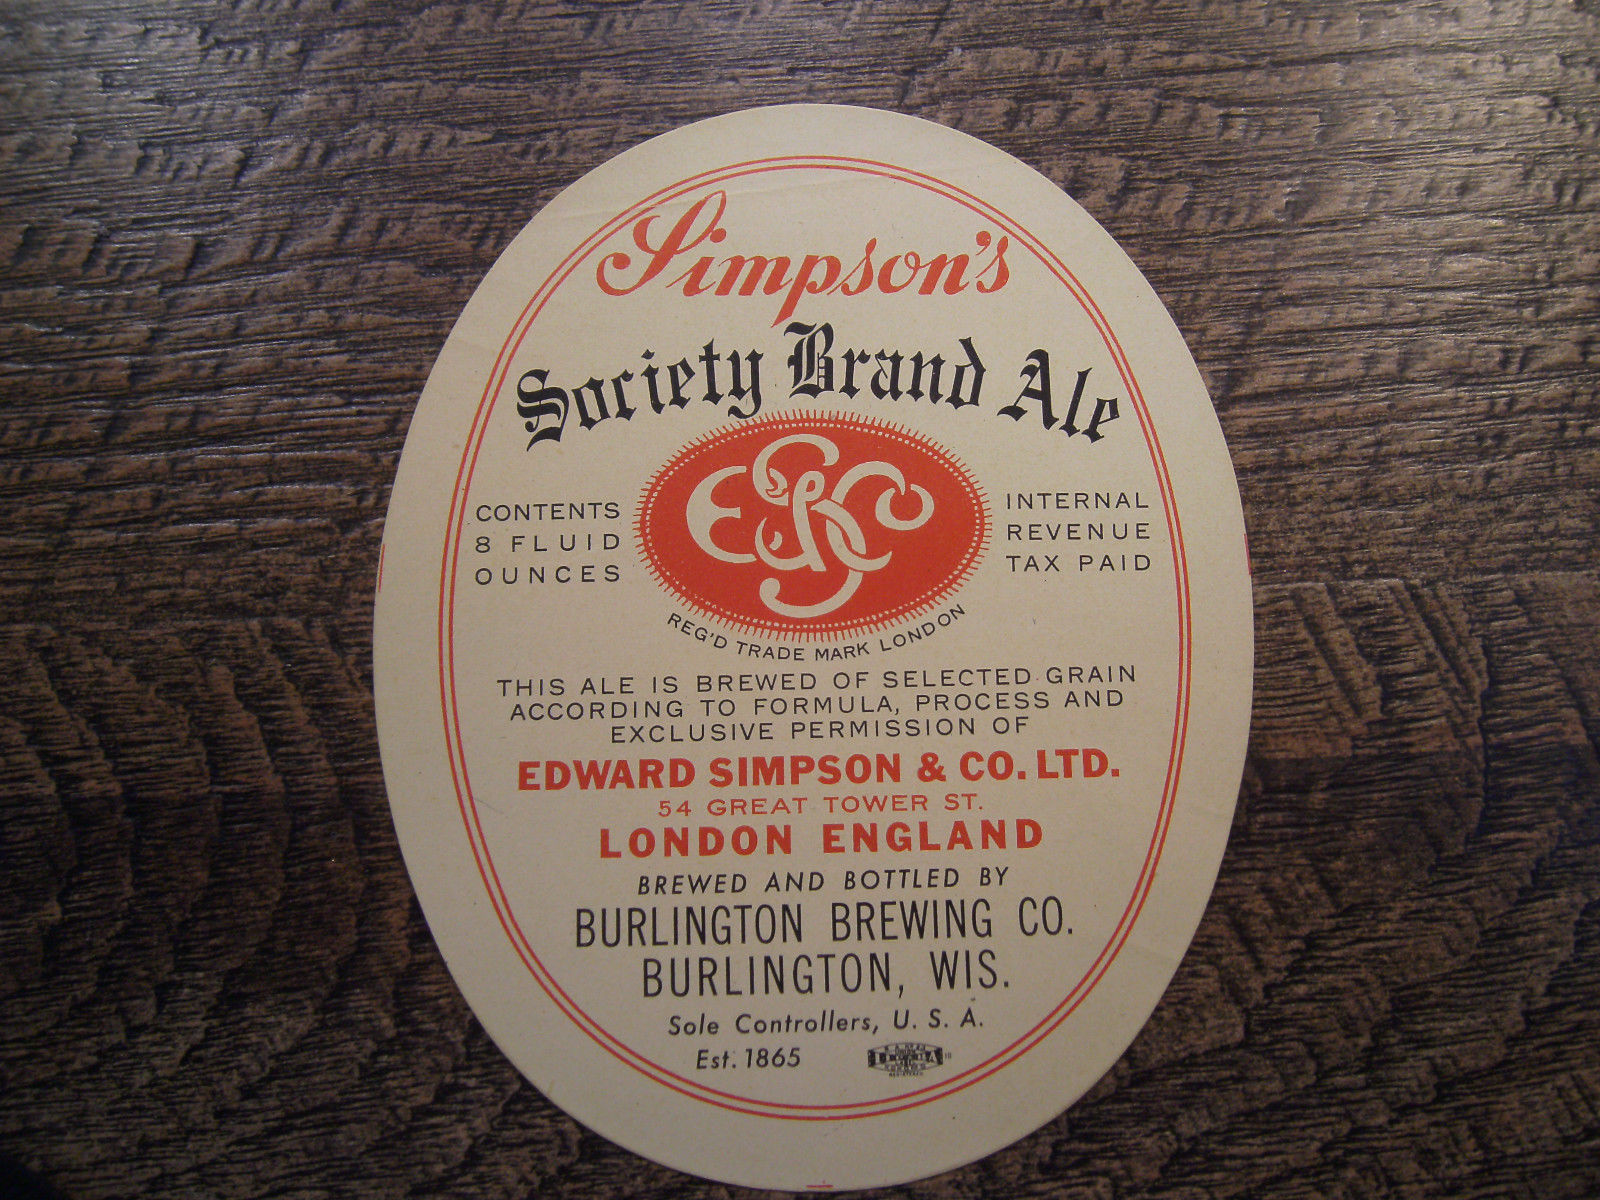 Simpson's
Society Brand Ale
CONTENTS
8 FLUID
OUNCES
ES&Co
INTERNAL
REVENUE
TAX PAID
REG'D TRADE MARK LONDON
THIS ALE IS BREWED OF SELECTED GRAIN
ACCORDING TO FORMULA, PROCESS AND
EXCLUSIVE PERMISSION OF
EDWARD SIMPSON & CO. LTD.
54 GREAT TOWER ST.
LONDON ENGLAND
BREWED AND BOTTLED BY
BURLINGTON BREWING CO.
BURLINGTON, WIS.
Sole Controllers, U. S. A.
Est. 1865